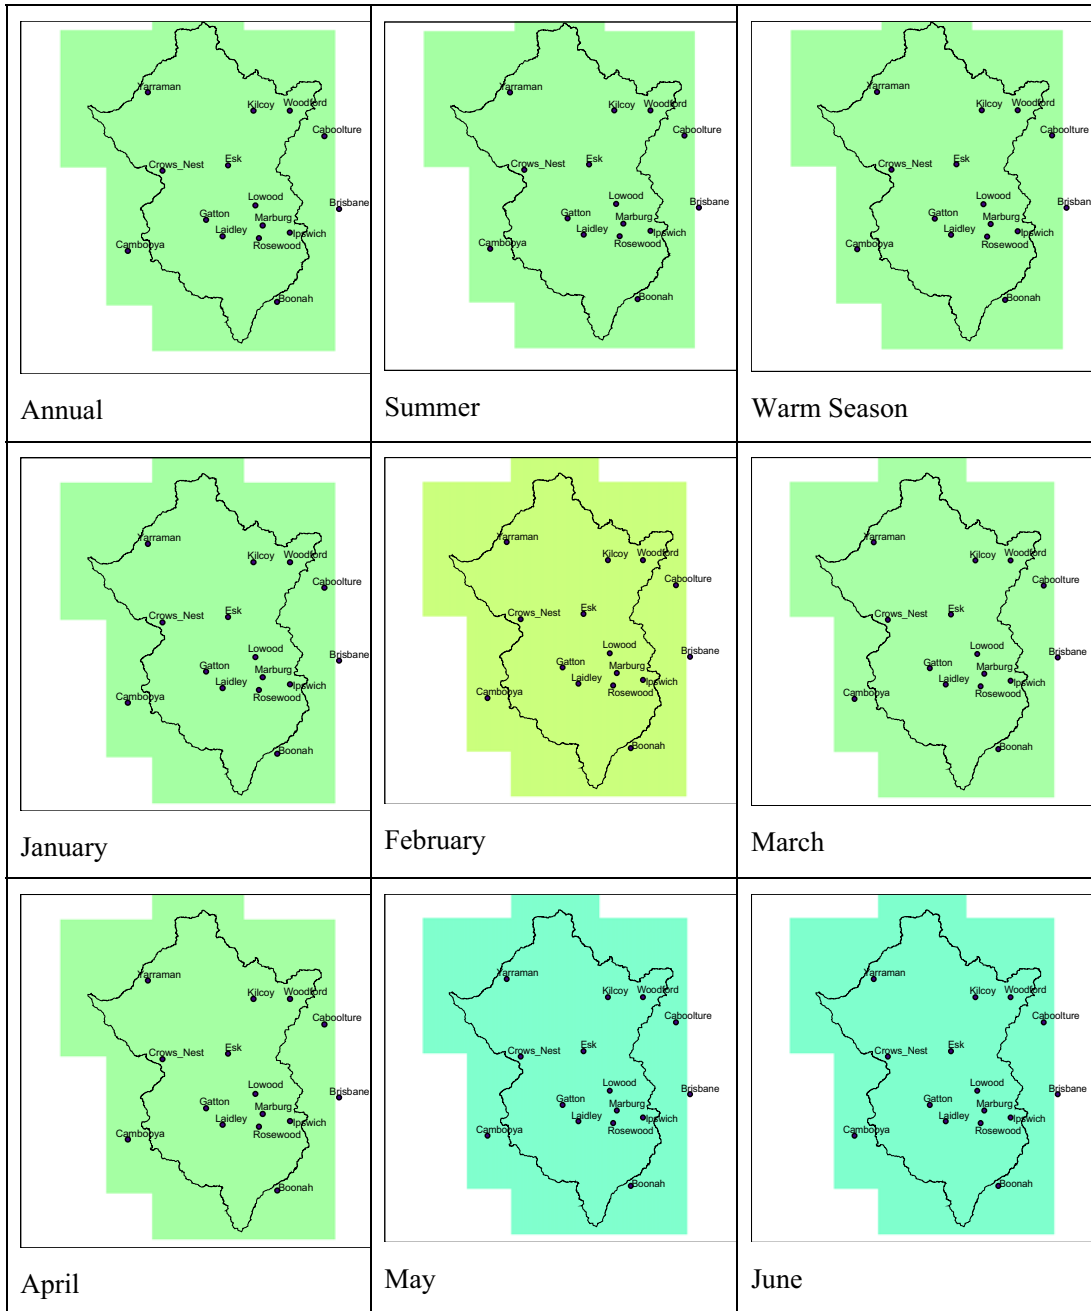 Yarraman
Kilcoy Woodford
Caboolture
Crows_Nest Esk
Lowood
Brisbane
Gatton Marburg
Laidley Ipswich
Rosewood
Cambooya
Boonah
Annual
Yarraman
Kilcoy Woodford
Caboolture
Crows_Nest Esk
Lowood
Brisbane
Gatton Marburg
Laidley Ipswich
Rosewood
Cambooya
Boonah
Summer
Yarraman
Kilcoy Woodford
Caboolture
Crows_Nest Esk
Lowood
Brisban
Gatton Marburg
Laidley Ipswich
Rosewood
Cambooya
Boonah
Warm Season
Yarraman
Kilcoy Woodford
Caboolture
Crows_Nest Esk
Lowood
Brisbane
Gatton Marburg
Laidley Ipswich
Rosewood
Cambooya
Boonah
January
Yarraman
Kilcoy Woodford
Caboolture
Crows_Nest Esk
Lowood
Brisbane
Gatton Marburg
Laidley Ipswich
Rosewood
Cambooya
Boonah
February
Yarraman
Kilcoy Woodford
Caboolture
Crows_Nest Esk
Lowood
Brisbane
Gatton Marburg
Laidley Ipswich
Rosewood
Cambooya
Boonah
March
Yarraman
Kilcoy Woodford
Caboolture
Crows_Nest Esk
Lowood
Brisbane
Gatton Marburg
Laidley Ipswich
Rosewood
Cambooya
Boonah
April
Yarraman
Kilcoy Woodford
Caboolture
Crows_Nest Esk
Lowood
Brisbane
Gatton Marburg
Laidley Ipswich
Rosewood
Cambooya
Boonah
May
Yarraman
Kilcoy Woodford
Caboolture
Crows_Nest Esk
Lowood
Brisbane
Gatton Marburg
Laidley Ipswich
Rosewood
Cambooya
Boonah
June